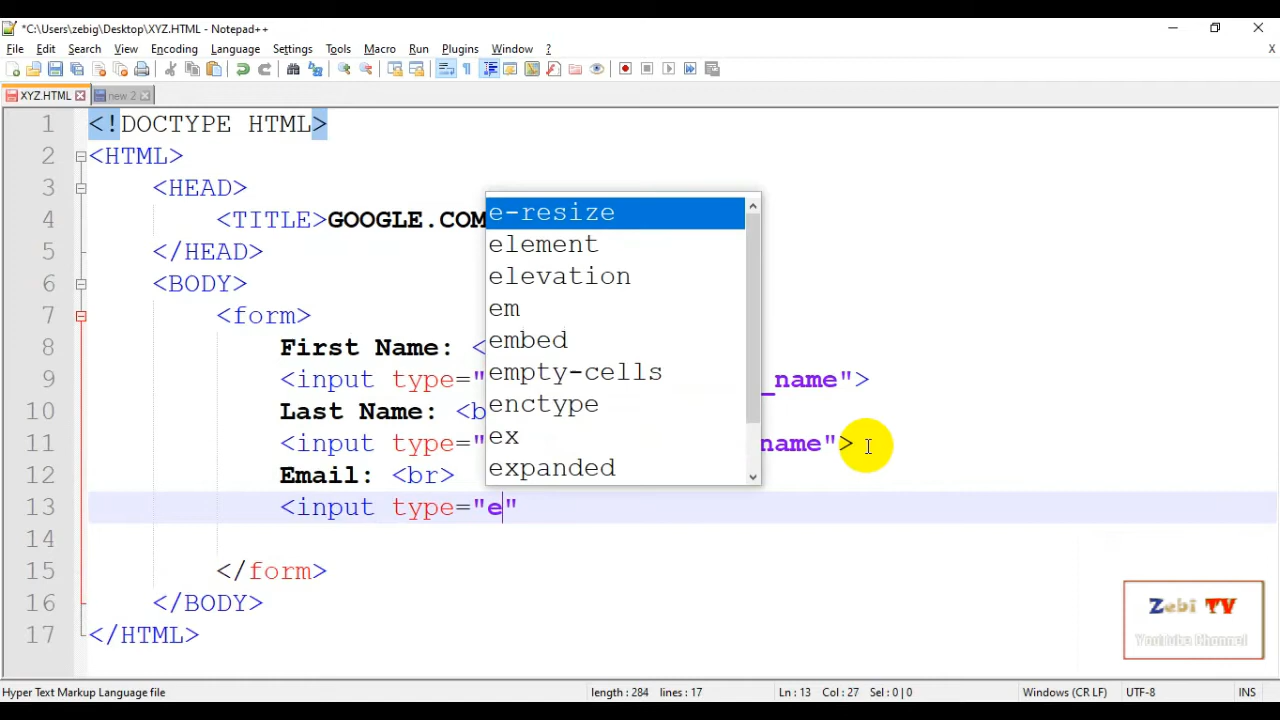 *C:\Users\zebig\Desktop\XYZ.HTML - Notepad++
File Edit Search View Encoding Language Settings Tools Macro Run Plugins Window ? X
XYZ.HTML new 2
1 <!DOCTYPE HTML>
2 <HTML>
3 <HEAD>
4 <TITLE>GOOGLE.COM
5 </HEAD>
6 <BODY>
7 <form>
8 First Name: <
9 <input type=" _name">
10 Last Name: <b
11 <input type=" name">
12 Email: <br>
13 <input type="e"
14
15 </form>
16 </BODY>
17 </HTML>
e-resize
element
elevation
em
embed
empty-cells
enctype
ex
expanded
Zebi TV
Youtube Channel
Hyper Text Markup Language file length : 284 lines : 17 Ln : 13 Col : 27 Sel : 0 | 0 Windows (CR LF) UTF-8 INS